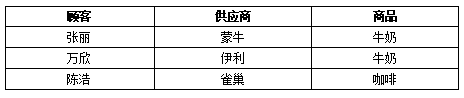 顾客 供应商 商品
张丽 蒙牛 牛奶
万欣 伊利 牛奶
陈浩 雀巢 咖啡